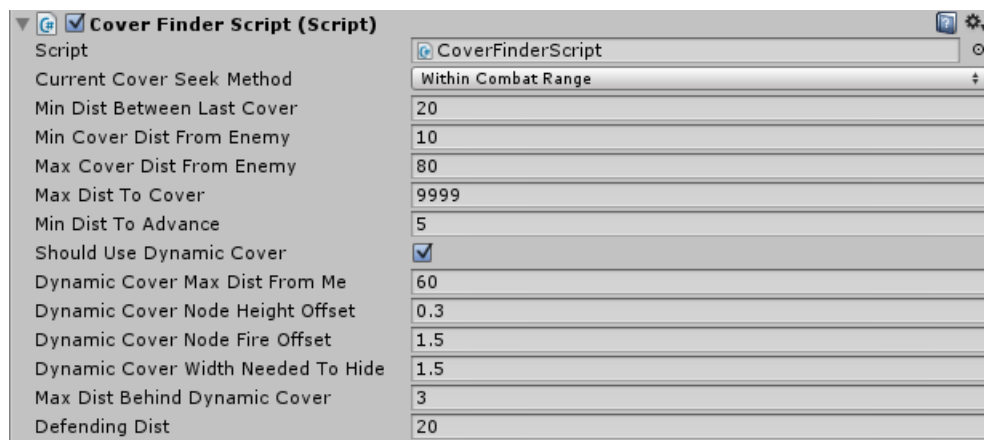 Cover Finder Script (Script)
Script CoverFinderScript
Current Cover Seek Method Within Combat Range
Min Dist Between Last Cover 20
Min Cover Dist From Enemy 10
Max Cover Dist From Enemy 80
Max Dist To Cover 9999
Min Dist To Advance 5
Should Use Dynamic Cover
Dynamic Cover Max Dist From Me 60
Dynamic Cover Node Height Offset 0.3
Dynamic Cover Node Fire Offset 1.5
Dynamic Cover Width Needed To Hide 1.5
Max Dist Behind Dynamic Cover 3
Defending Dist 20